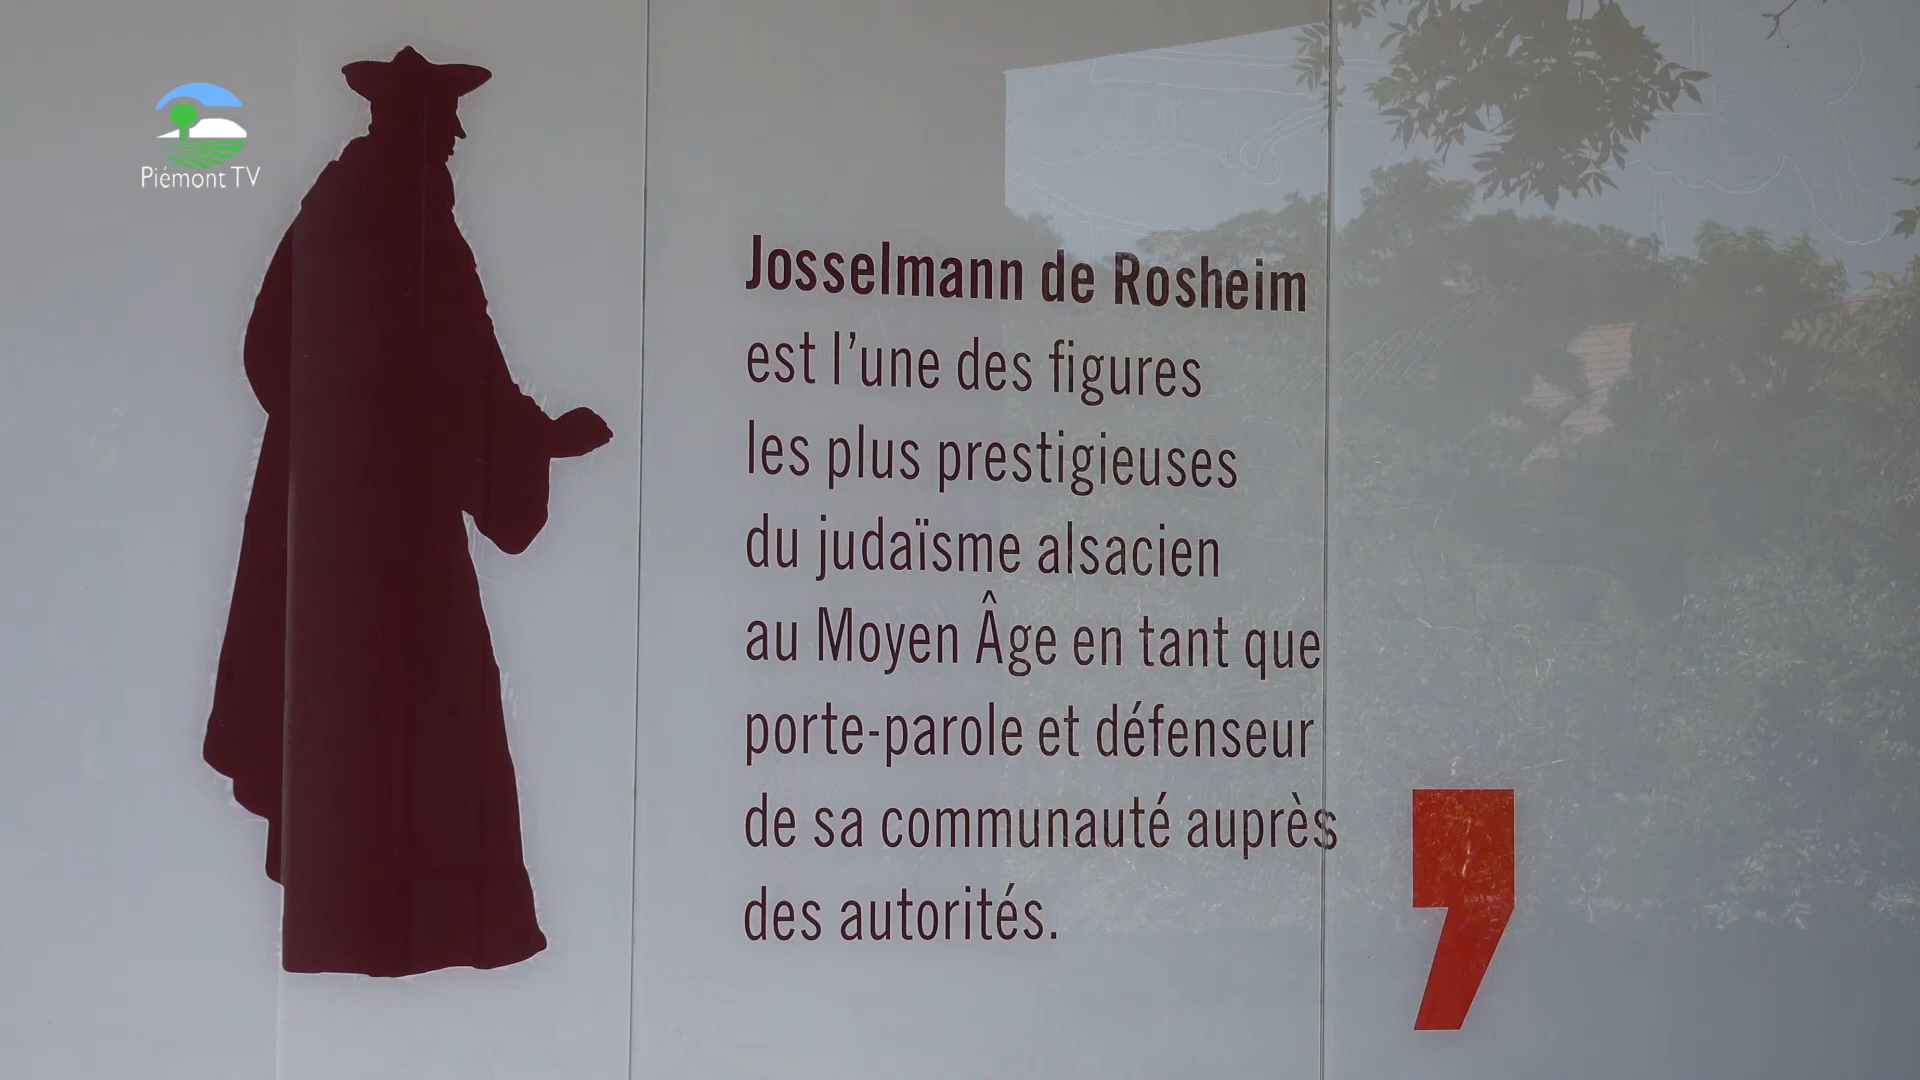 Piémont TV
Josselmann de Rosheim
est l’une des figures
les plus prestigieuses
du judaïsme alsacien
au Moyen Âge en tant que
porte-parole et défenseur
de sa communauté auprès
des autorités.